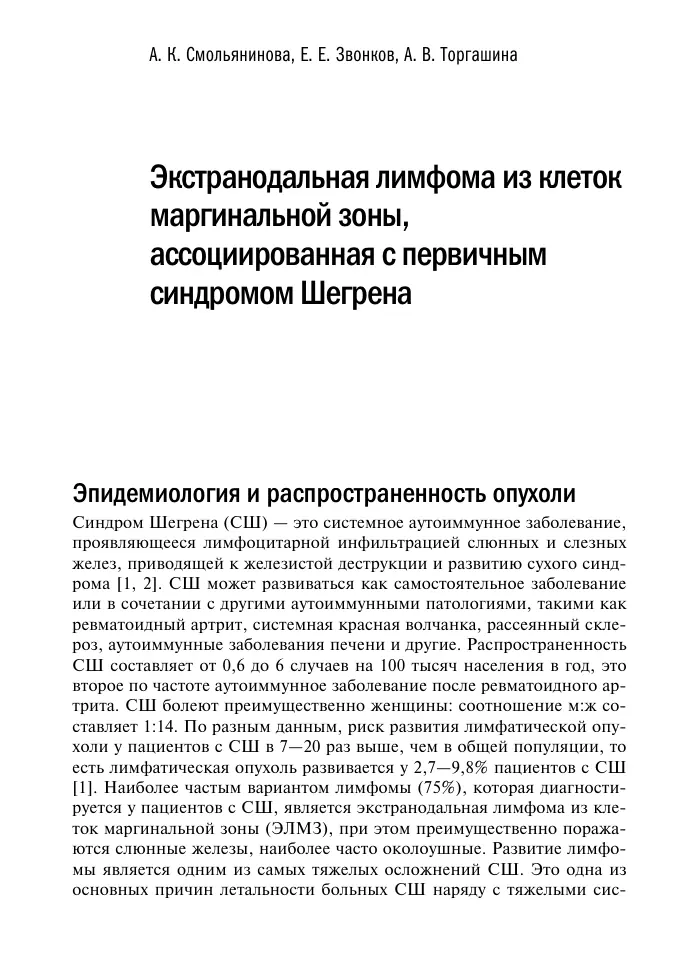 А. К. Смольянинова, Е. Е. Звонков, А. В. Торгашина
Экстранодальная лимфома из клеток
маргинальной зоны,
ассоциированная с первичным
синдромом Шегрена
Эпидемиология и распространенность опухоли
Синдром Шегрена (СШ) — это системное аутоиммунное заболевание,
проявляющееся лимфоцитарной инфильтрацией слюнных и слезных
желез, приводящей к железистой деструкции и развитию сухого синд-
рома [1, 2]. СШ может развиваться как самостоятельное заболевание
или в сочетании с другими аутоиммунными патологиями, такими как
ревматоидный артрит, системная красная волчанка, рассеянный скле-
роз, аутоиммунные заболевания печени и другие. Распространенность
СШ составляет от 0,6 до 6 случаев на 100 тысяч населения в год, это
второе по частоте аутоиммунное заболевание после ревматоидного ар-
трита. СШ болеют преимущественно женщины: соотношение м:ж со-
ставляет 1:14. По разным данным, риск развития лимфатической опу-
холи у пациентов с СШ в 7—20 раз выше, чем в общей популяции, то
есть лимфатическая опухоль развивается у 2,7—9,8% пациентов с СШ
[1]. Наиболее частым вариантом лимфомы (75%), которая диагности-
руется у пациентов с СШ, является экстранодальная лимфома из кле-
ток маргинальной зоны (ЭЛМЗ), при этом преимущественно поража-
ются слюнные железы, наиболее часто околоушные. Развитие лимфо-
мы является одним из самых тяжелых осложнений СШ. Это одна из
основных причин летальности больных СШ наряду с тяжелыми сис-